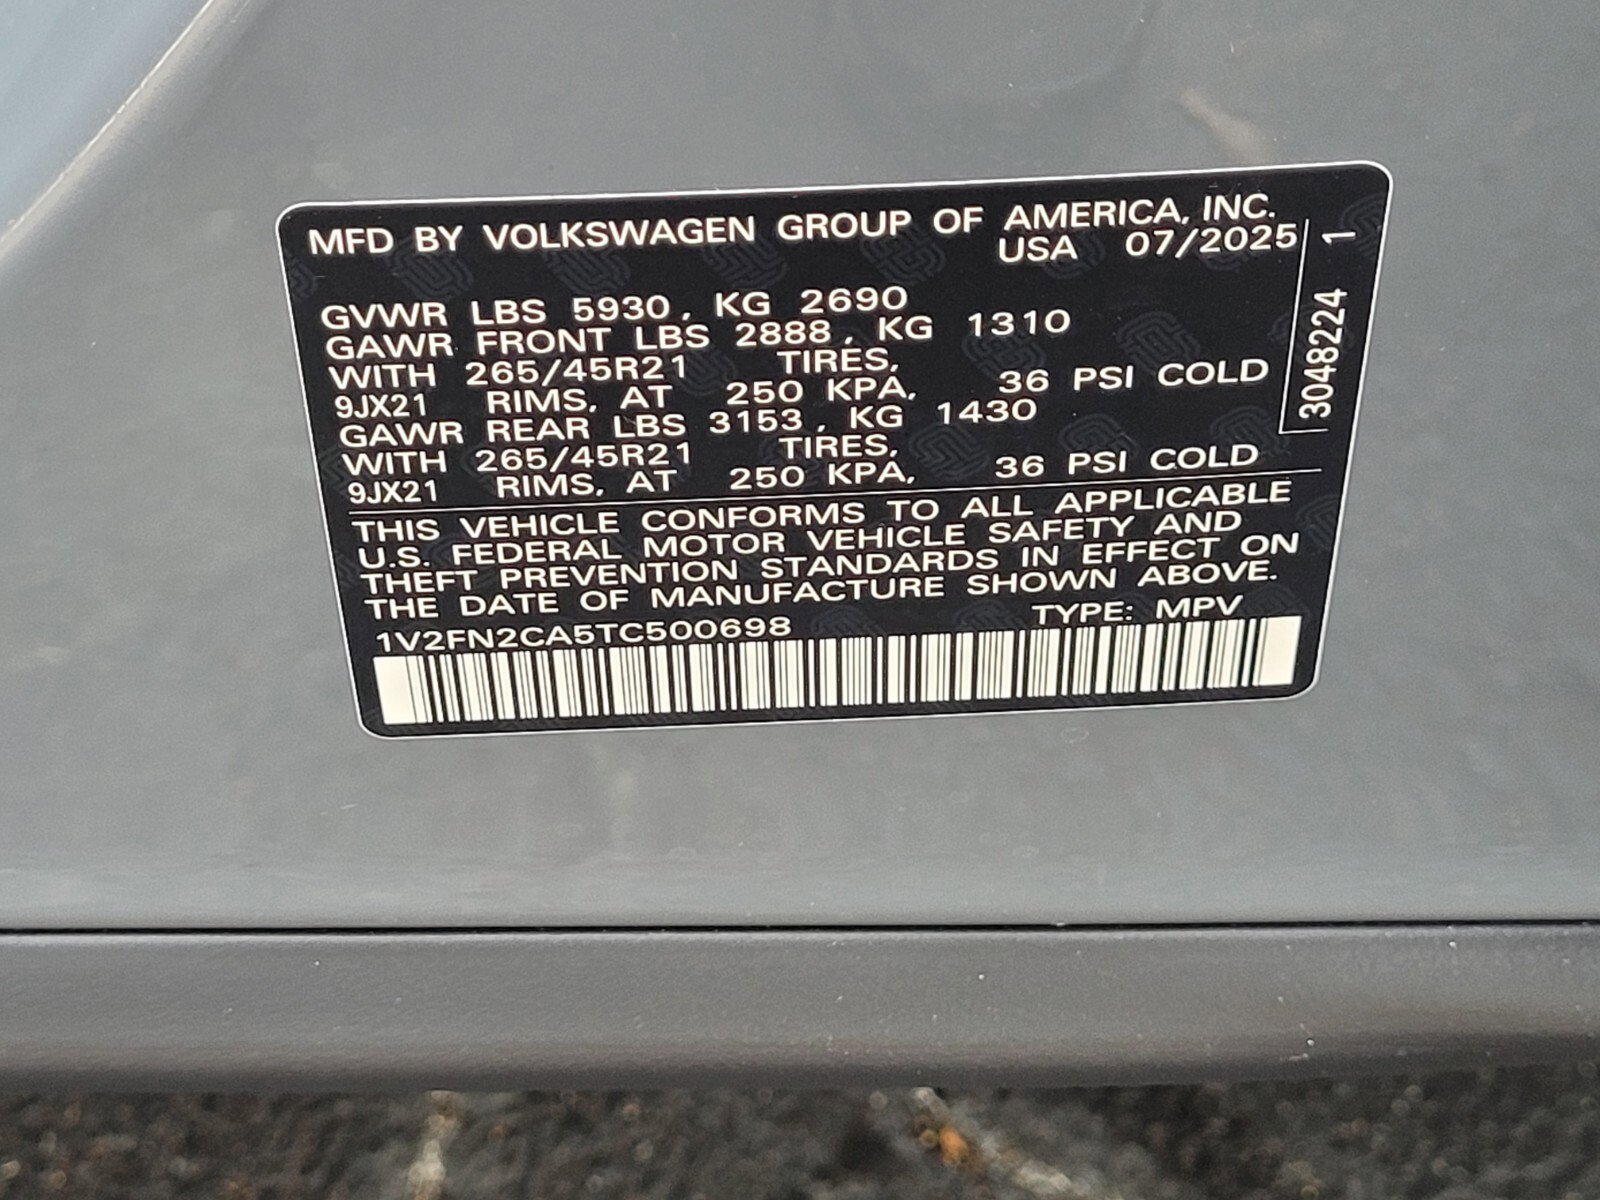 MFD BY VOLKSWAGEN GROUP OF AMERICA, INC.
USA 07/2025
GVWR LBS 5930, KG 2690
GAWR FRONT LBS 2888, KG 1310
WITH 265/45R21 TIRES,
9JX21 RIMS, AT 250 KPA, 36 PSI COLD
GAWR REAR LBS 3153, KG 1430
WITH 265/45R21 TIRES,
9JX21 RIMS, AT 250 KPA, 36 PSI COLD
THIS VEHICLE CONFORMS TO ALL APPLICABLE
U.S. FEDERAL MOTOR VEHICLE SAFETY AND
THEFT PREVENTION STANDARDS IN EFFECT ON
THE DATE OF MANUFACTURE SHOWN ABOVE.
1V2FN2CA5TC500698 TYPE: MPV
3048224 1